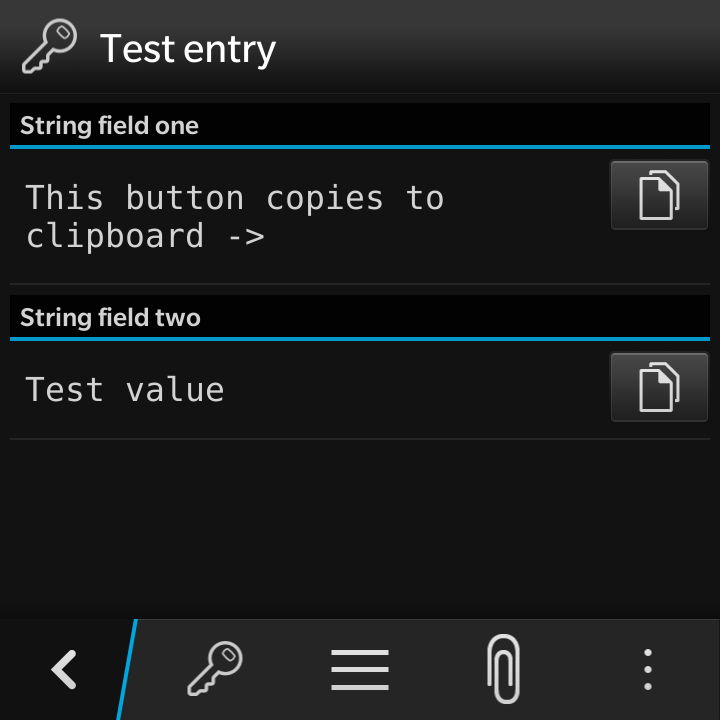 Test entry
String field one
This button copies to
clipboard ->
String field two
Test value